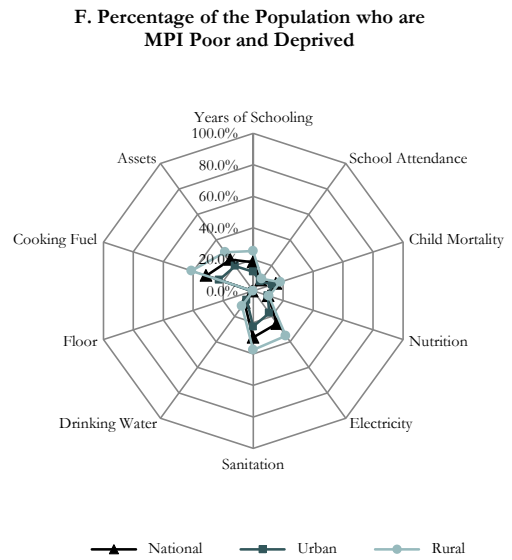 F. Percentage of the Population who are
MPI Poor and Deprived
Years of Schooling
100.0%
Assets
School Attendance
80.0%
60.0%
40.0%
Cooking Fuel
Child Mortality
20.0%
0.0%
Floor
Nutrition
Drinking Water
Electricity
Sanitation
National
Urban
Rural